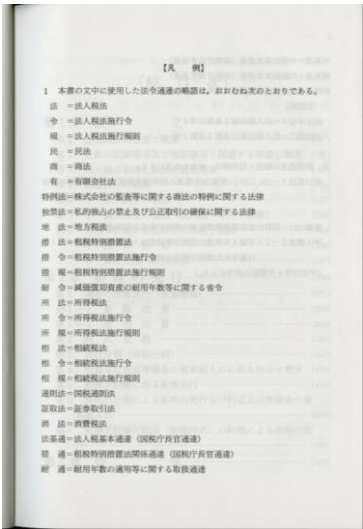 【凡　例】
1　本書の文中に使用した法令通達の略語は，おおむね次のとおりである。
法　＝法人税法
令　＝法人税法施行令
規　＝法人税法施行規則
民　＝民法
商　＝商法
有　＝有限会社法
特例法＝株式会社の監査等に関する商法の特例に関する法律
独禁法＝私的独占の禁止及び公正取引の確保に関する法律
地　法＝地方税法
措　法＝租税特別措置法
措　令＝租税特別措置法施行令
措　規＝租税特別措置法施行規則
耐　令＝減価償却資産の耐用年数等に関する省令
所　法＝所得税法
所　令＝所得税法施行令
所　規＝所得税法施行規則
相　法＝相続税法
相　令＝相続税法施行令
相　規＝相続税法施行規則
通則法＝国税通則法
証取法＝証券取引法
消　法＝消費税法
法基通＝法人税基本通達（国税庁長官通達）
措　通＝租税特別措置法関係通達（国税庁長官通達）
耐　通＝耐用年数の適用等に関する取扱通達